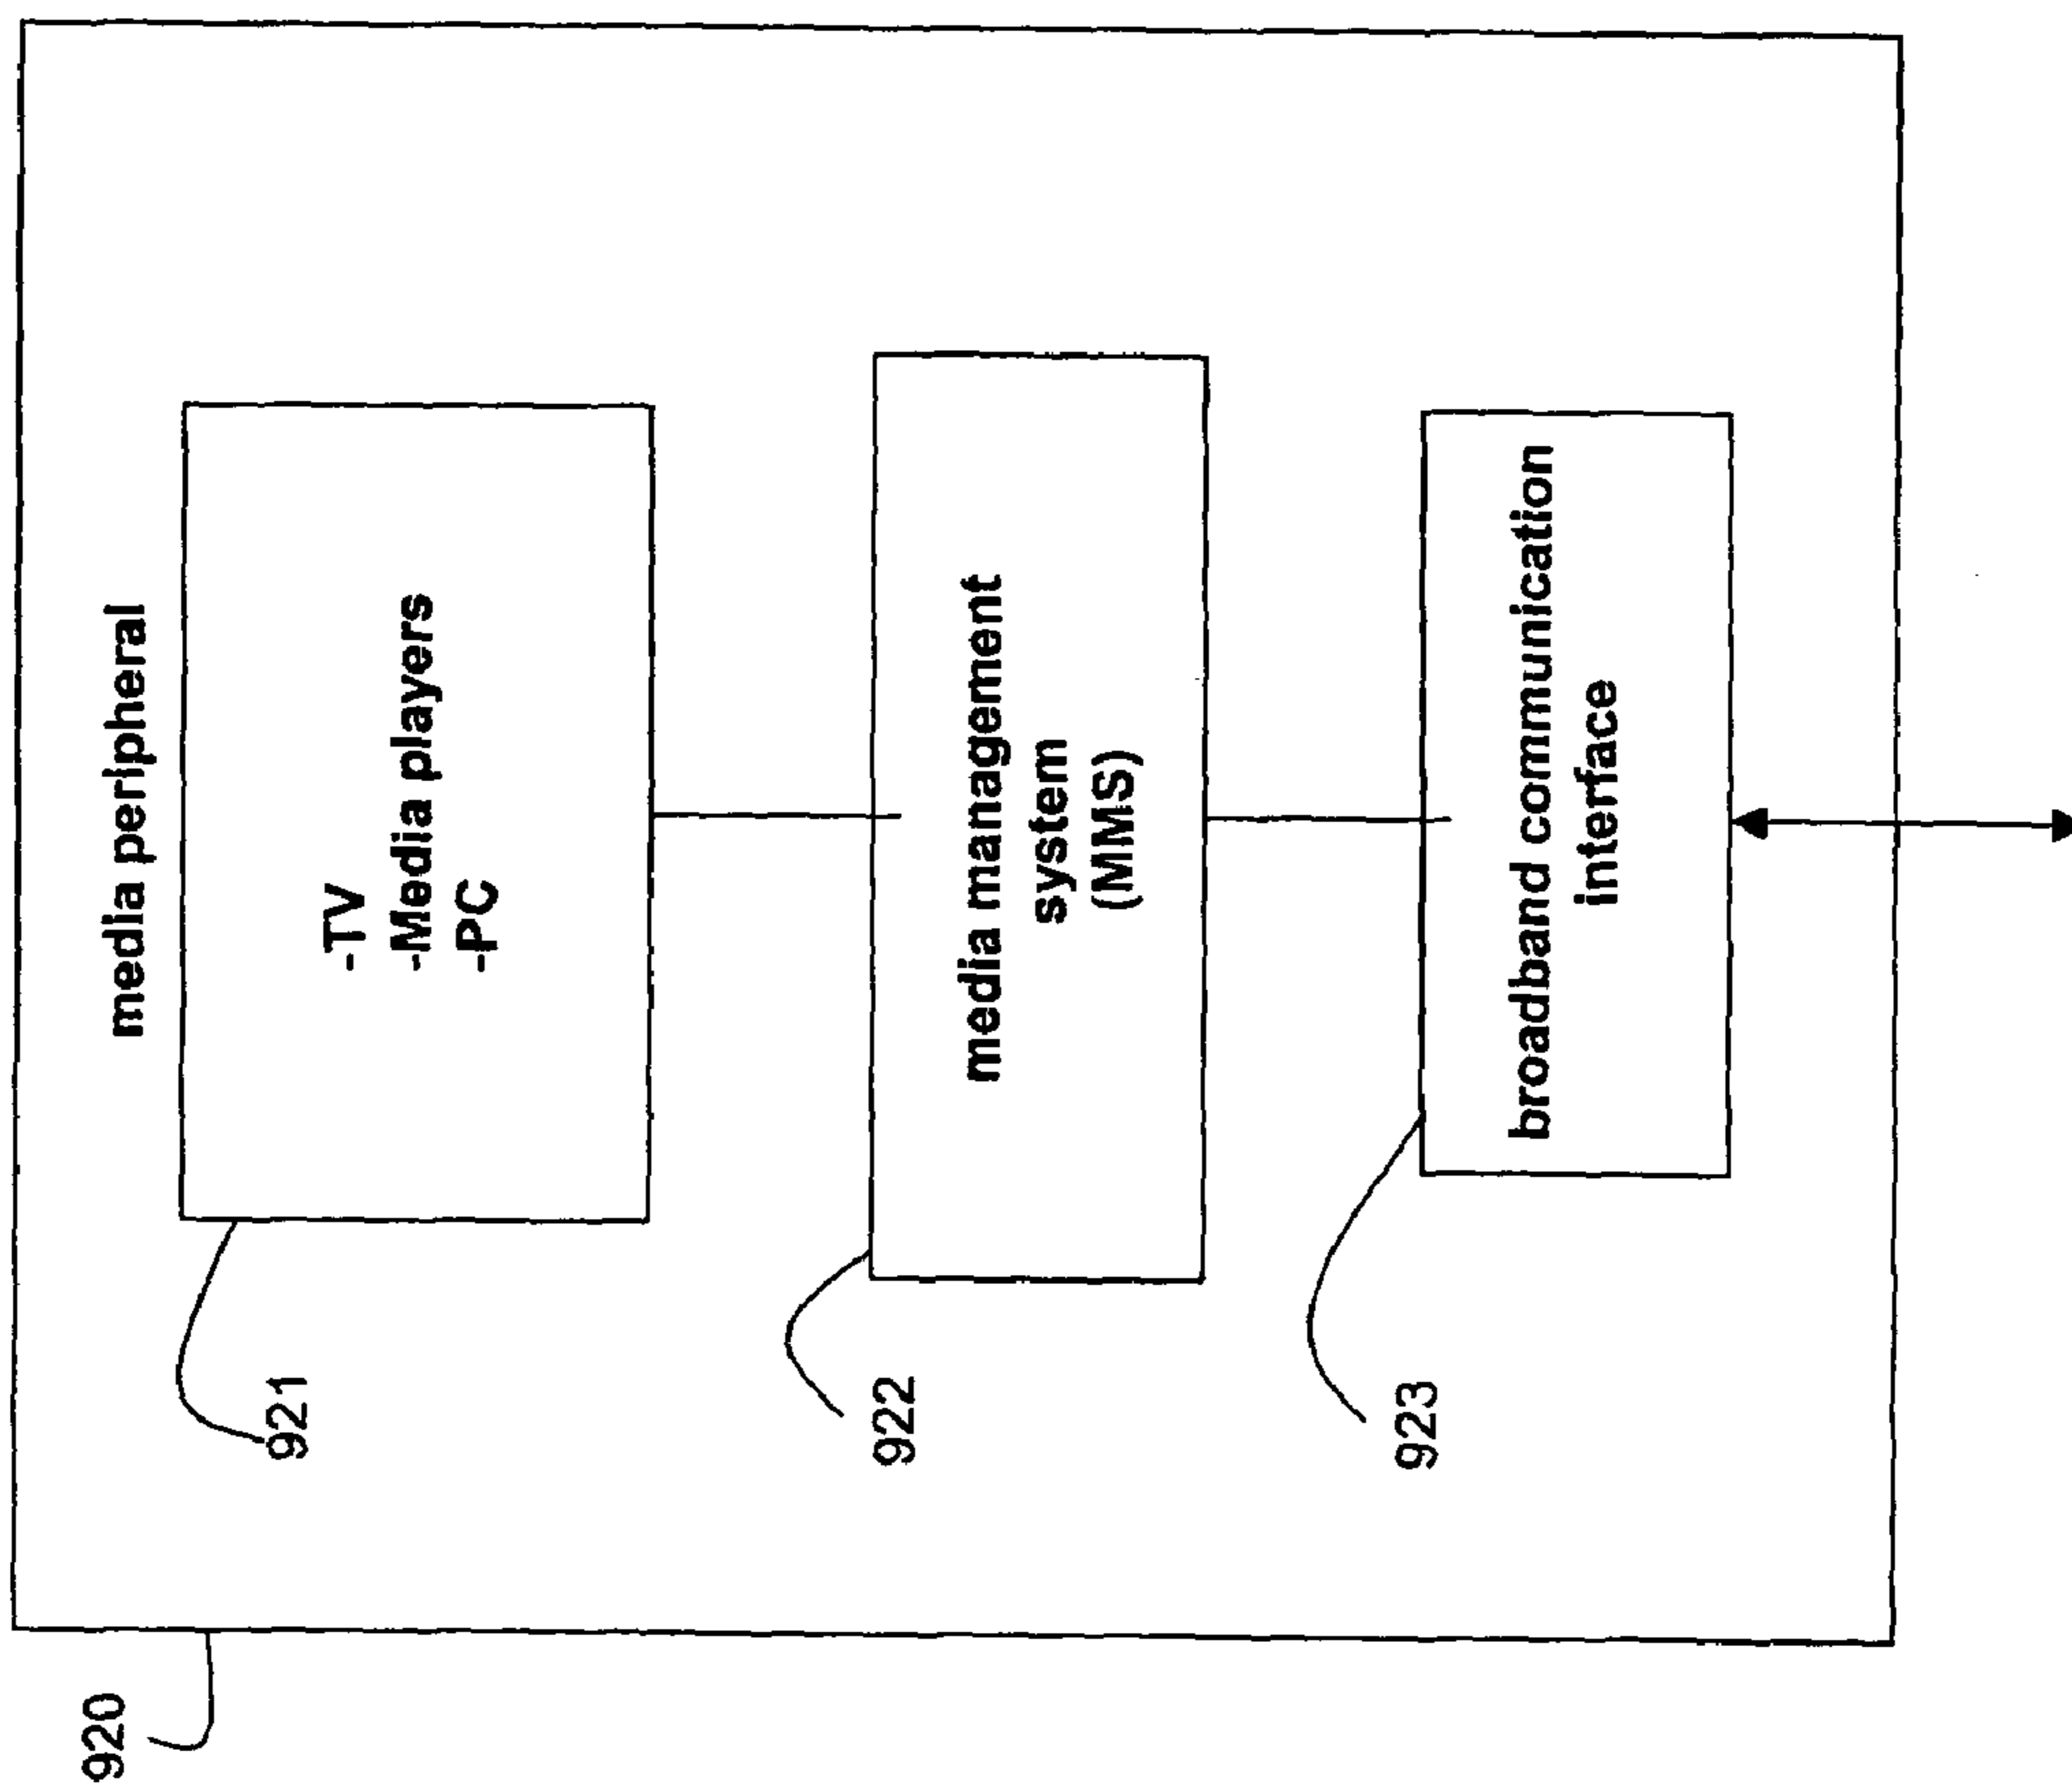 920
media peripheral
921
-TV
-Media players
-PC
922
media management
system
(MMS)
923
broadband communication
interface